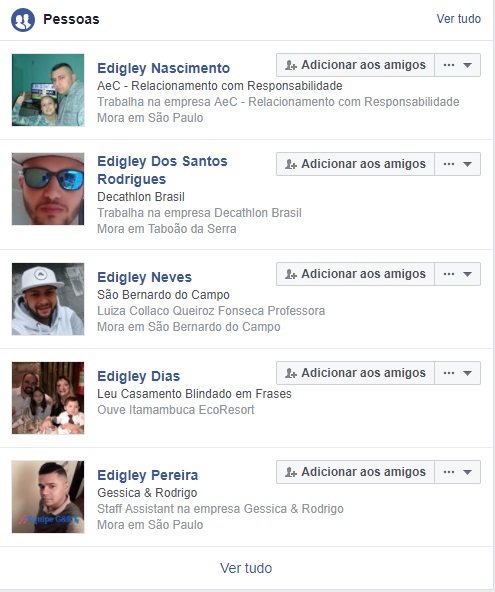 Pessoas
Ver tudo
Edigley Nascimento
Adicionar aos amigos
AeC - Relacionamento com Responsabilidade
Trabalha na empresa AeC - Relacionamento com Responsabilidade
Mora em São Paulo
Edigley Dos Santos
Rodrigues
Adicionar aos amigos
Decathlon Brasil
Trabalha na empresa Decathlon Brasil
Mora em Taboão da Serra
Edigley Neves
Adicionar aos amigos
São Bernardo do Campo
Luiza Collaco Queiroz Fonseca Professora
Mora em São Bernardo do Campo
Edigley Dias
Adicionar aos amigos
Leu Casamento Blindado em Frases
Ouve Itamambuca EcoResort
Edigley Pereira
Adicionar aos amigos
Gessica & Rodrigo
Staff Assistant na empresa Gessica & Rodrigo
Mora em São Paulo
Ver tudo